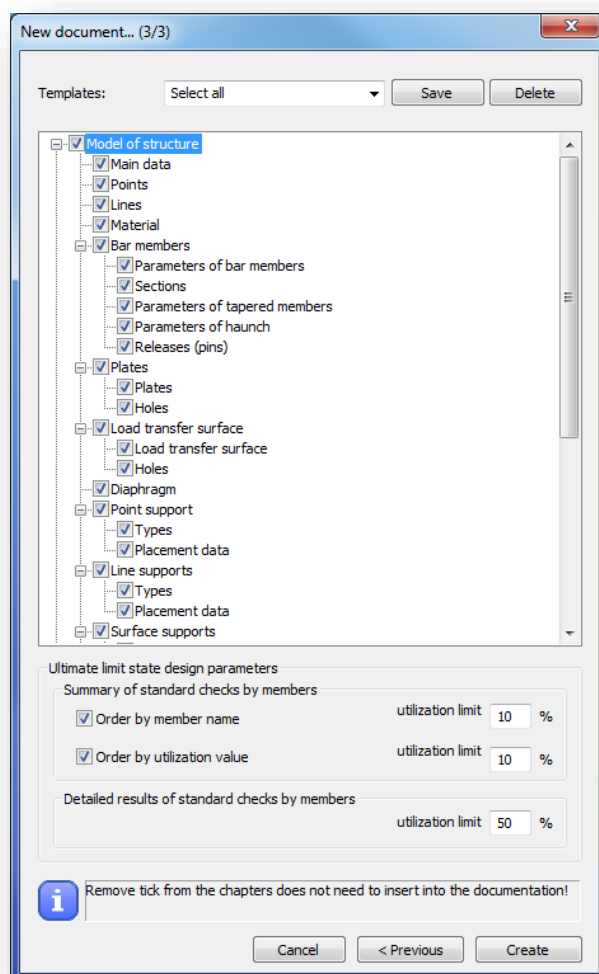 New document... (3/3)
Templates: Select all Save Delete
Model of structure
Main data
Points
Lines
Material
Bar members
Parameters of bar members
Sections
Parameters of tapered members
Parameters of haunch
Releases (pins)
Plates
Plates
Holes
Load transfer surface
Load transfer surface
Holes
Diaphragm
Point support
Types
Placement data
Line supports
Types
Placement data
Surface supports
Ultimate limit state design parameters
Summary of standard checks by members
Order by member name utilization limit 10 %
Order by utilization value utilization limit 10 %
Detailed results of standard checks by members
utilization limit 50 %
Remove tick from the chapters does not need to insert into the documentation!
Cancel < Previous Create